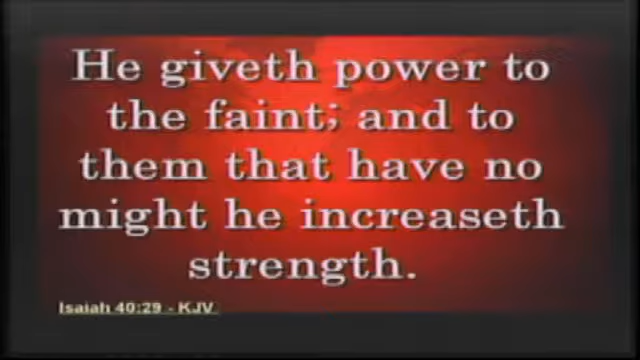 He giveth power to
the faint; and to
them that have no
might he increaseth
strength.
Isaiah 40:29 - KJV